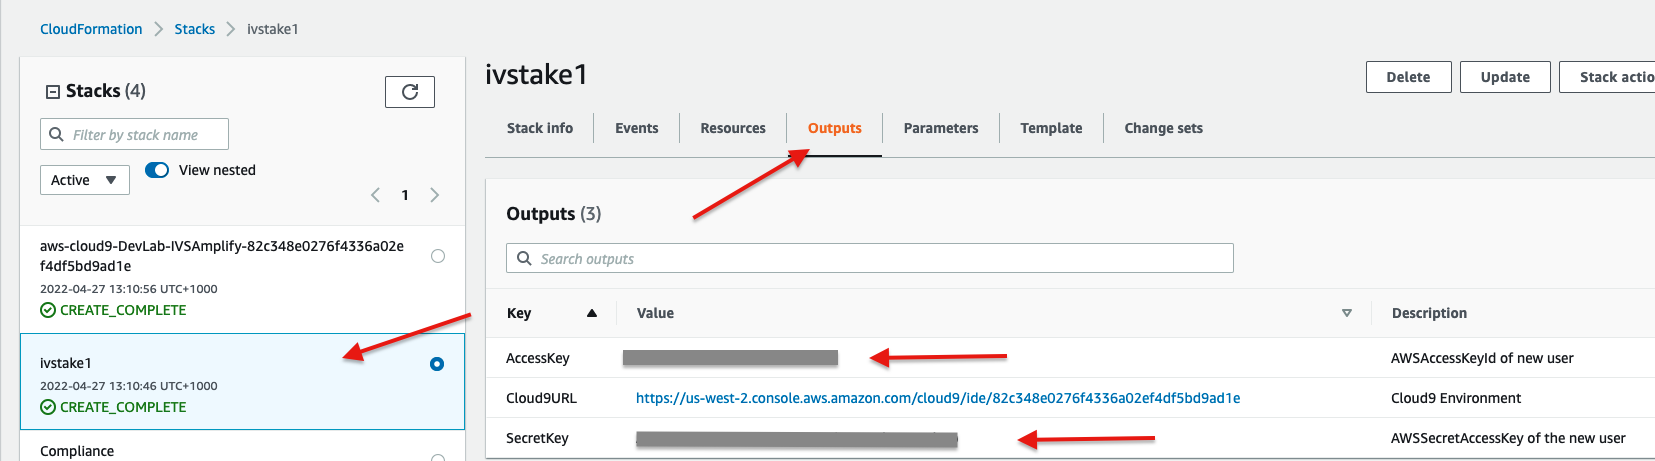 CloudFormation > Stacks > ivstake1
Stacks (4)
Filter by stack name
Active
View nested
1
aws-cloud9-DevLab-IVSAmplify-82c348e0276f4336a02e
f4df5bd9ad1e
2022-04-27 13:10:56 UTC+1000
CREATE_COMPLETE
ivstake1
2022-04-27 13:10:46 UTC+1000
CREATE_COMPLETE
Compliance
ivstake1
Delete Update Stack actio
Stack info Events Resources Outputs Parameters Template Change sets
Outputs (3)
Search outputs
Key Value Description
AccessKey AWSAccessKeyId of new user
Cloud9URL https://us-west-2.console.aws.amazon.com/cloud9/ide/82c348e0276f4336a02ef4df5bd9ad1e Cloud9 Environment
SecretKey AWSSecretAccessKey of the new user